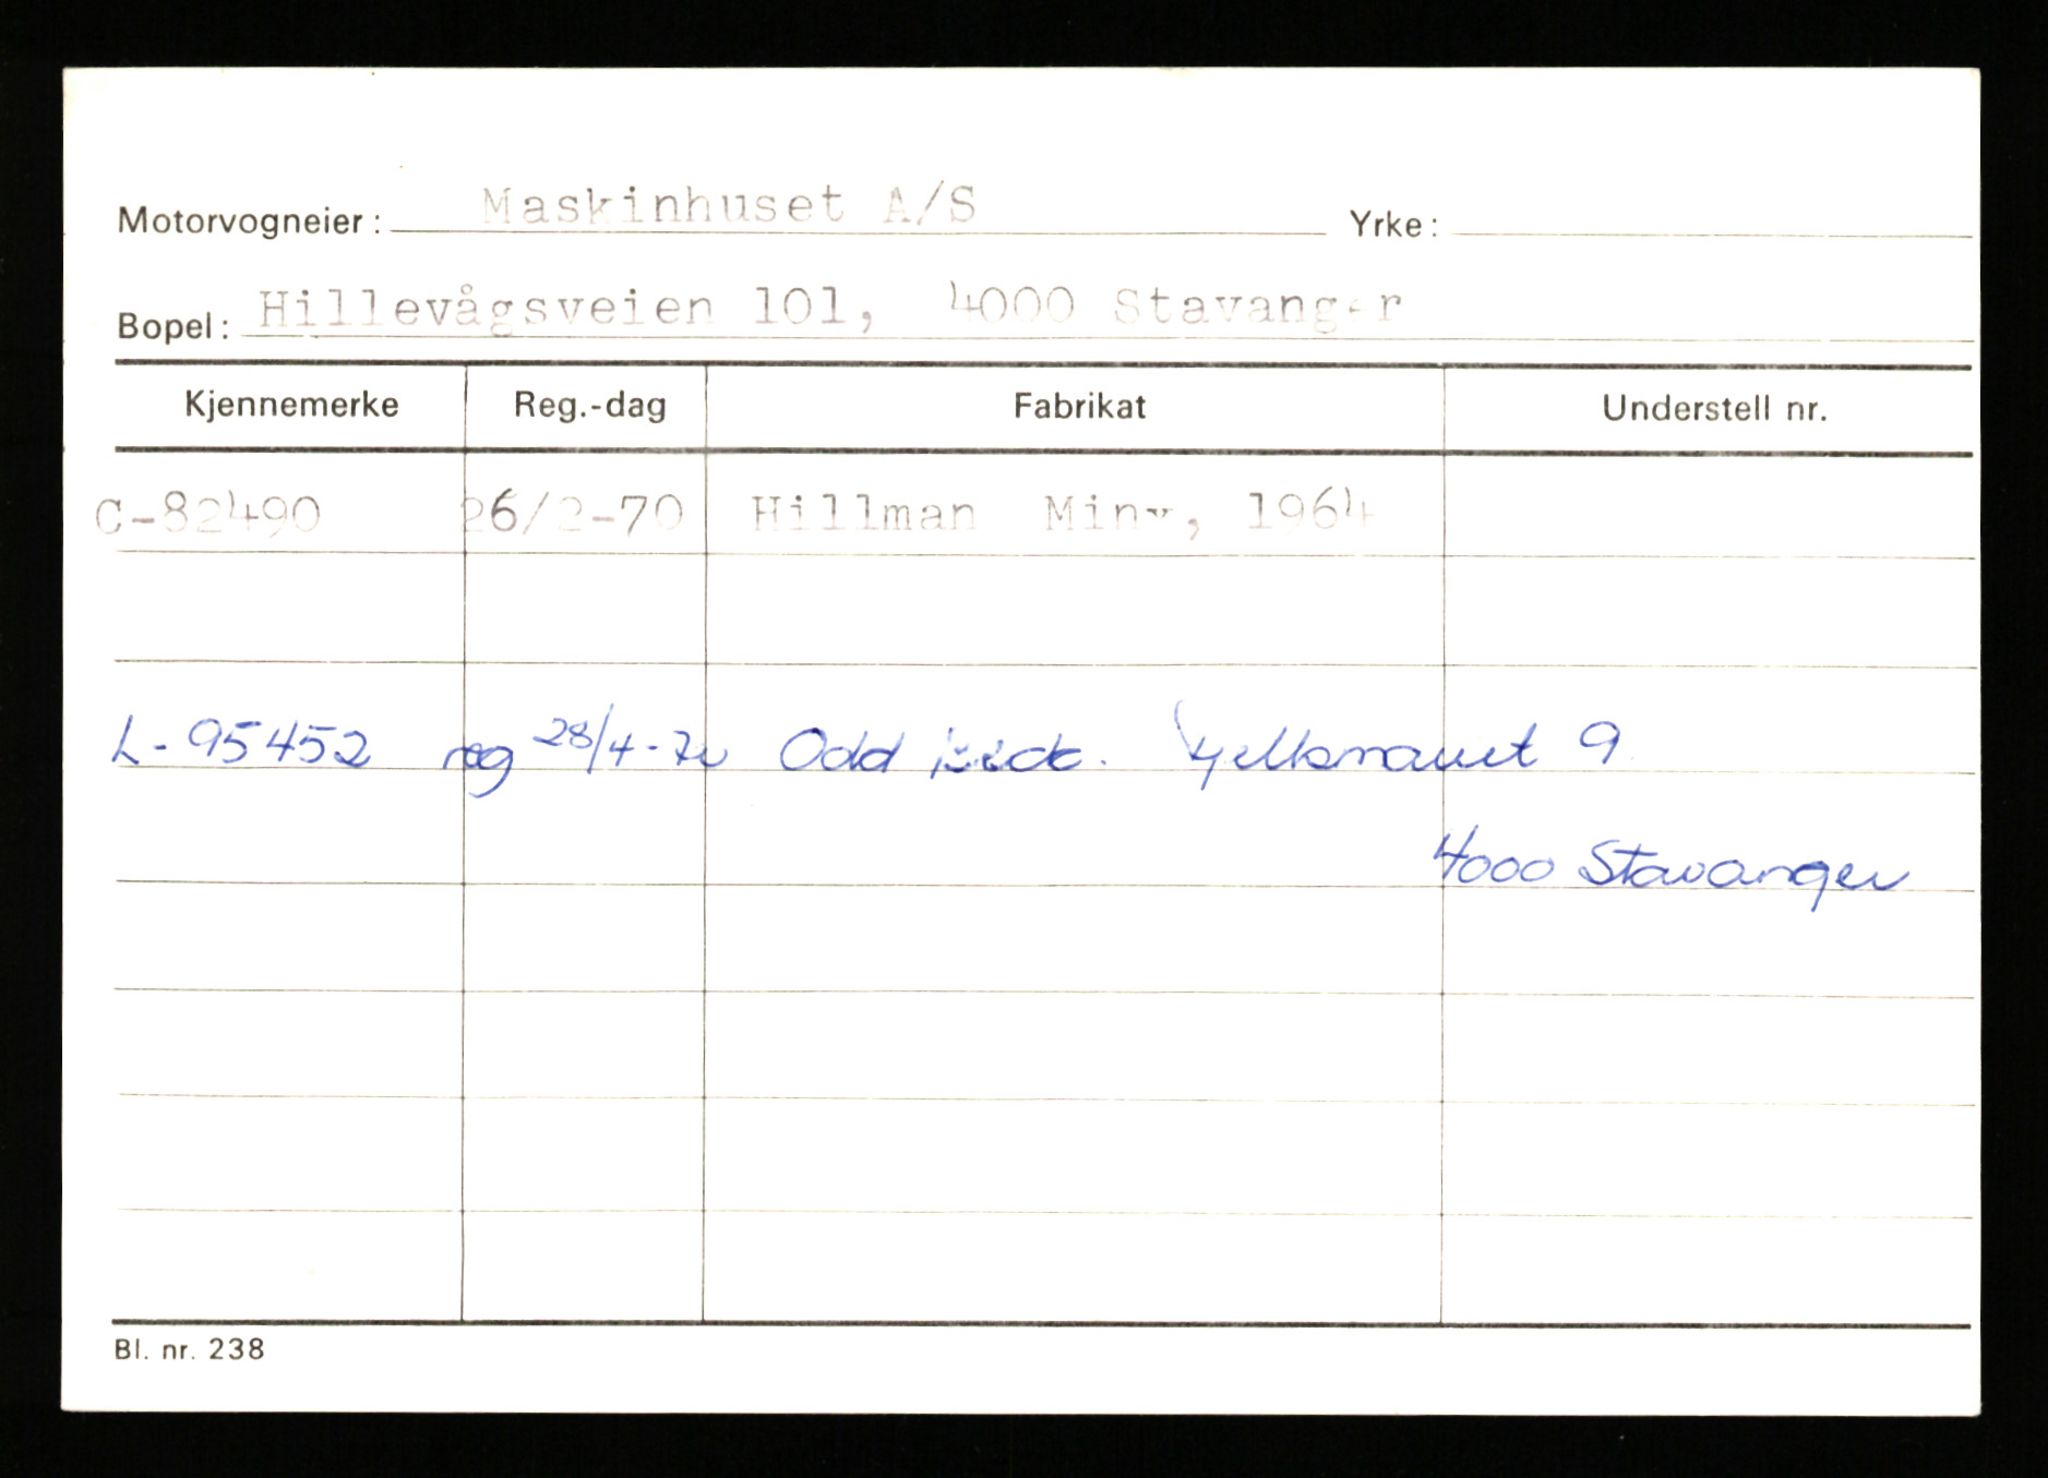 Motorvogneier: Maskinhuset A/S Yrke:
Bopel: Hillevågsveien 101, 4000 Stavanger
Kjennemerke Reg.-dag Fabrikat Understell nr.
C-82490 26/2-70 Hillman Minx, 1964
L-95452 reg 28/4-70 Odd 9
4000 Stavanger
Bl. nr. 238